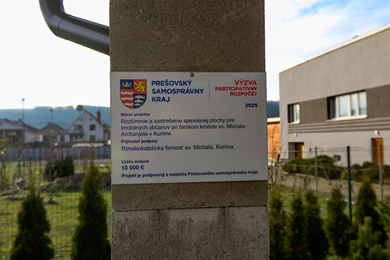 PREŠOVSKÝ
SAMOSPRÁVNY
KRAJ
VÝZVA
PARTICIPATÍVNY
ROZPOČET
2025
Názov projektu
Rozšírenie a zastrešenie spevnenej plochy pre
imobilných občanov pri farskom kostole sv. Michala
Archanjela v Kurime
Prijímateľ podpory
Rímskokatolícka farnosť sv. Michala, Kurima
Výška dotácie
10 000 €
Projekt je podporený z rozpočtu Prešovského samosprávneho kraja